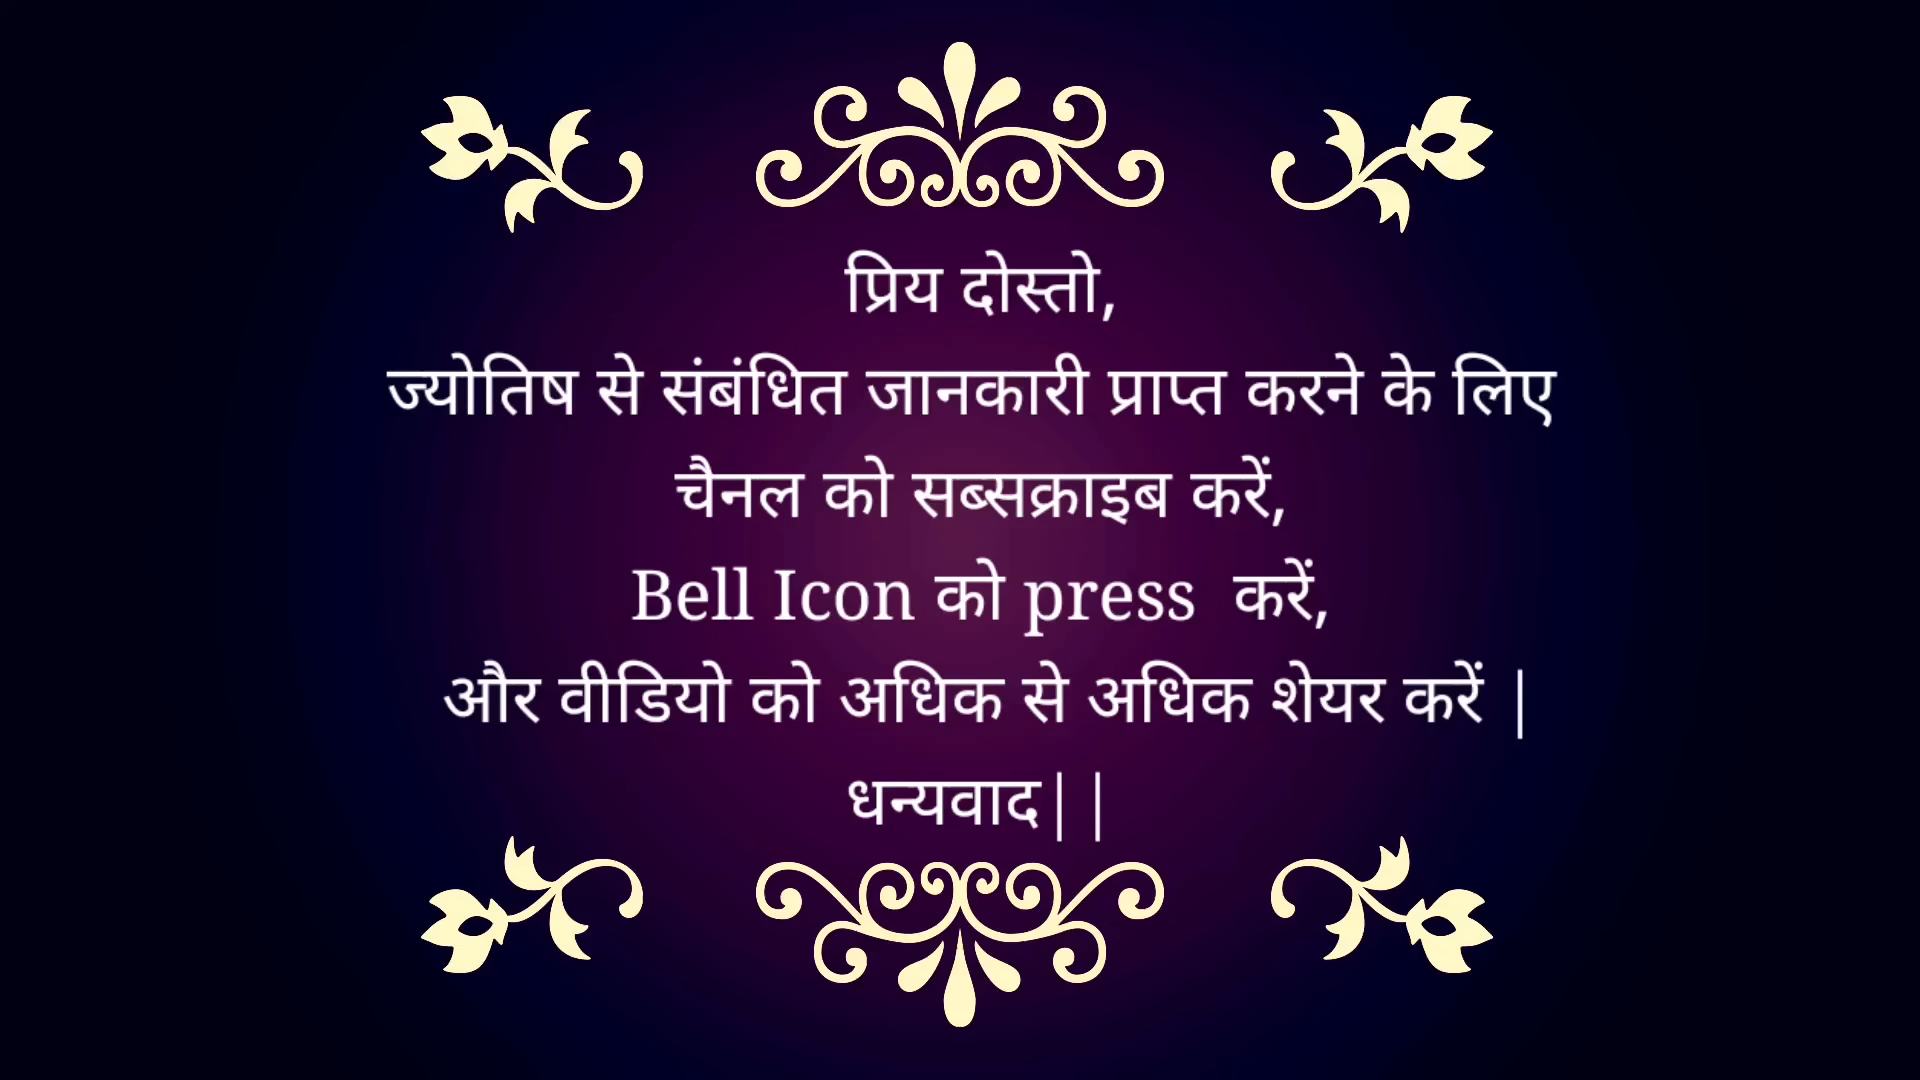 प्रिय दोस्तो,
ज्योतिष से संबंधित जानकारी प्राप्त करने के लिए
चैनल को सब्सक्राइब करें,
Bell Icon को press  करें,
और वीडियो को अधिक से अधिक शेयर करें |
धन्यवाद||